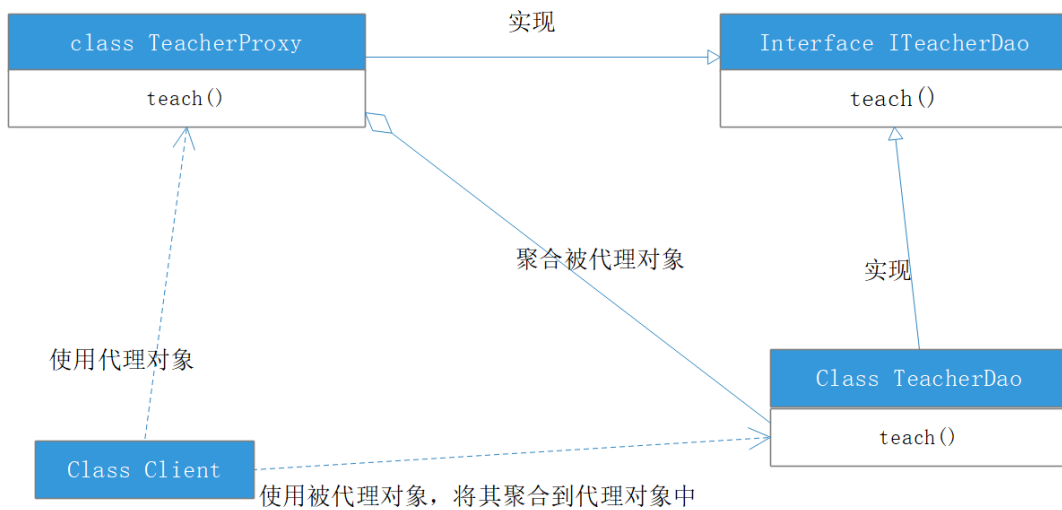 实现
class TeacherProxy
Interface ITeacherDao
teach()
teach()
聚合被代理对象
实现
使用代理对象
Class TeacherDao
teach()
Class Client
使用被代理对象，将其聚合到代理对象中